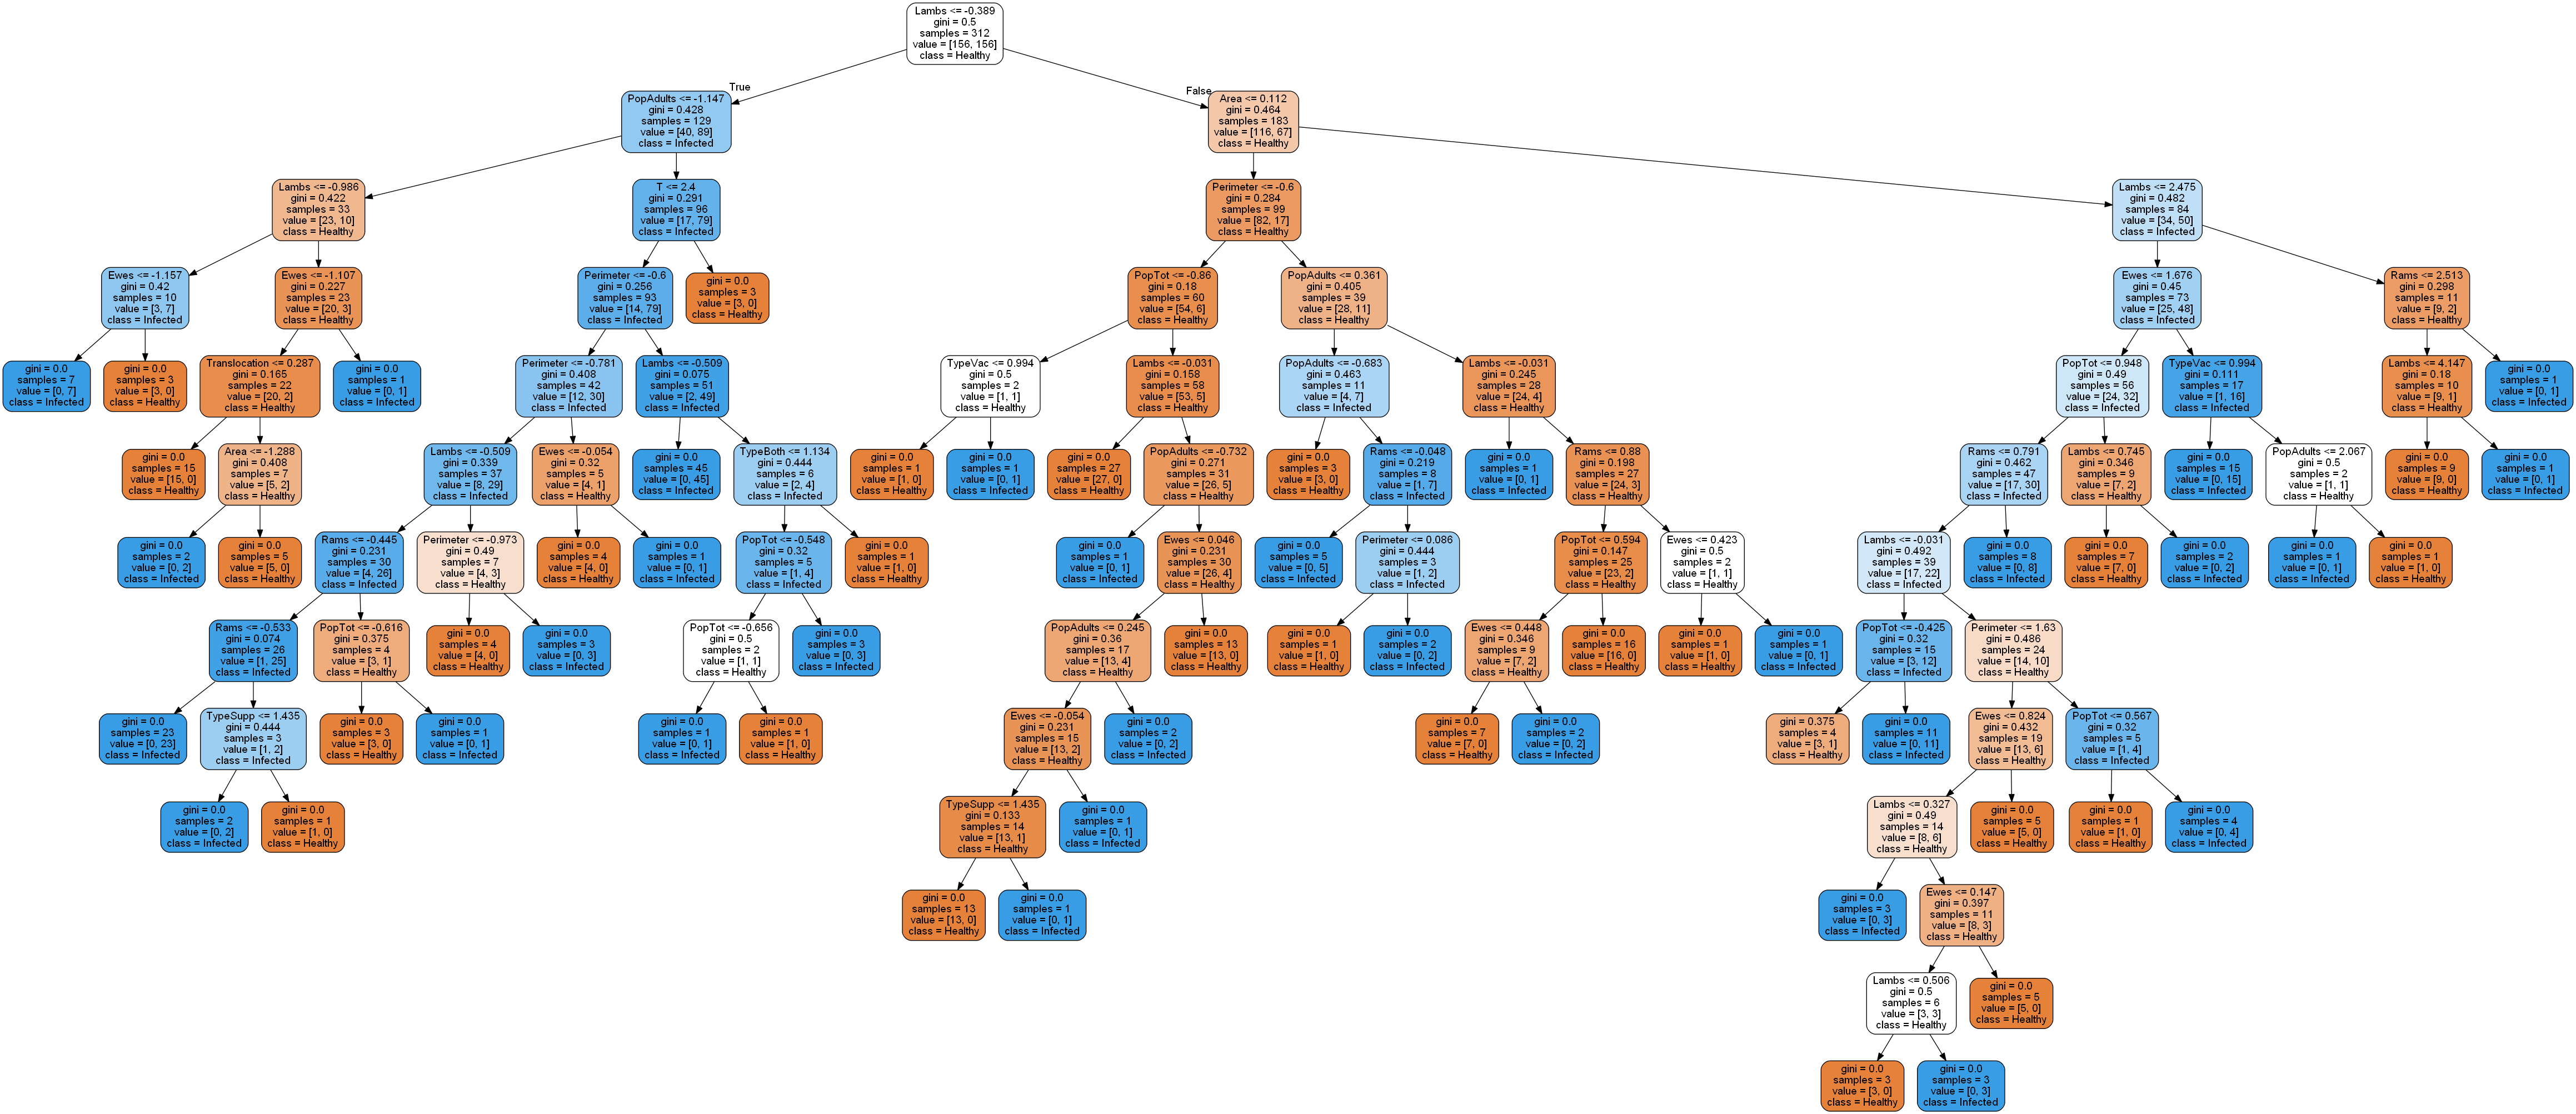 Lambs <= -0.389
gini = 0.5
samples = 312
value = [156, 156]
class = Healthy
True
False
PopAdults <= -1.147
gini = 0.428
samples = 129
value = [40, 89]
class = Infected
Area <= 0.112
gini = 0.464
samples = 183
value = [116, 67]
class = Healthy
Lambs <= -0.986
gini = 0.422
samples = 33
value = [23, 10]
class = Healthy
T <= 2.4
gini = 0.291
samples = 96
value = [17, 79]
class = Infected
Perimeter <= -0.6
gini = 0.284
samples = 99
value = [82, 17]
class = Healthy
Lambs <= 2.475
gini = 0.482
samples = 84
value = [34, 50]
class = Infected
Ewes <= -1.157
gini = 0.42
samples = 10
value = [3, 7]
class = Infected
Ewes <= -1.107
gini = 0.227
samples = 23
value = [20, 3]
class = Healthy
Perimeter <= -0.6
gini = 0.256
samples = 93
value = [14, 79]
class = Infected
gini = 0.0
samples = 3
value = [3, 0]
class = Healthy
PopTot <= -0.86
gini = 0.18
samples = 60
value = [54, 6]
class = Healthy
PopAdults <= 0.361
gini = 0.405
samples = 39
value = [28, 11]
class = Healthy
Ewes <= 1.676
gini = 0.45
samples = 73
value = [25, 48]
class = Infected
Rams <= 2.513
gini = 0.298
samples = 11
value = [9, 2]
class = Healthy
gini = 0.0
samples = 7
value = [0, 7]
class = Infected
gini = 0.0
samples = 3
value = [3, 0]
class = Healthy
Translocation <= 0.287
gini = 0.165
samples = 22
value = [20, 2]
class = Healthy
gini = 0.0
samples = 1
value = [0, 1]
class = Infected
Perimeter <= -0.781
gini = 0.408
samples = 42
value = [12, 30]
class = Infected
Lambs <= -0.509
gini = 0.075
samples = 51
value = [2, 49]
class = Infected
TypeVac <= 0.994
gini = 0.5
samples = 2
value = [1, 1]
class = Healthy
Lambs <= -0.031
gini = 0.158
samples = 58
value = [53, 5]
class = Healthy
PopAdults <= -0.683
gini = 0.463
samples = 11
value = [4, 7]
class = Infected
Lambs <= -0.031
gini = 0.245
samples = 28
value = [24, 4]
class = Healthy
PopTot <= 0.948
gini = 0.49
samples = 56
value = [24, 32]
class = Infected
TypeVac <= 0.994
gini = 0.111
samples = 17
value = [1, 16]
class = Infected
Lambs <= 4.147
gini = 0.18
samples = 10
value = [9, 1]
class = Healthy
gini = 0.0
samples = 1
value = [0, 1]
class = Infected
gini = 0.0
samples = 15
value = [15, 0]
class = Healthy
Area <= -1.288
gini = 0.408
samples = 7
value = [5, 2]
class = Healthy
Lambs <= -0.509
gini = 0.339
samples = 37
value = [8, 29]
class = Infected
Ewes <= -0.054
gini = 0.32
samples = 5
value = [4, 1]
class = Healthy
gini = 0.0
samples = 45
value = [0, 45]
class = Infected
TypeBoth <= 1.134
gini = 0.444
samples = 6
value = [2, 4]
class = Infected
gini = 0.0
samples = 1
value = [1, 0]
class = Healthy
gini = 0.0
samples = 1
value = [0, 1]
class = Infected
gini = 0.0
samples = 27
value = [27, 0]
class = Healthy
PopAdults <= -0.732
gini = 0.271
samples = 31
value = [26, 5]
class = Healthy
gini = 0.0
samples = 3
value = [3, 0]
class = Healthy
Rams <= -0.048
gini = 0.219
samples = 8
value = [1, 7]
class = Infected
gini = 0.0
samples = 1
value = [0, 1]
class = Infected
Rams <= 0.88
gini = 0.198
samples = 27
value = [24, 3]
class = Healthy
Rams <= 0.791
gini = 0.462
samples = 47
value = [17, 30]
class = Infected
Lambs <= 0.745
gini = 0.346
samples = 9
value = [7, 2]
class = Healthy
gini = 0.0
samples = 15
value = [0, 15]
class = Infected
PopAdults <= 2.067
gini = 0.5
samples = 2
value = [1, 1]
class = Healthy
gini = 0.0
samples = 9
value = [9, 0]
class = Healthy
gini = 0.0
samples = 1
value = [0, 1]
class = Infected
gini = 0.0
samples = 2
value = [0, 2]
class = Infected
gini = 0.0
samples = 5
value = [5, 0]
class = Healthy
Rams <= -0.445
gini = 0.231
samples = 30
value = [4, 26]
class = Infected
Perimeter <= -0.973
gini = 0.49
samples = 7
value = [4, 3]
class = Healthy
gini = 0.0
samples = 4
value = [4, 0]
class = Healthy
gini = 0.0
samples = 1
value = [0, 1]
class = Infected
PopTot <= -0.548
gini = 0.32
samples = 5
value = [1, 4]
class = Infected
gini = 0.0
samples = 1
value = [1, 0]
class = Healthy
gini = 0.0
samples = 1
value = [0, 1]
class = Infected
Ewes <= 0.046
gini = 0.231
samples = 30
value = [26, 4]
class = Healthy
gini = 0.0
samples = 5
value = [0, 5]
class = Infected
Perimeter <= 0.086
gini = 0.444
samples = 3
value = [1, 2]
class = Infected
PopTot <= 0.594
gini = 0.147
samples = 25
value = [23, 2]
class = Healthy
Ewes <= 0.423
gini = 0.5
samples = 2
value = [1, 1]
class = Healthy
Lambs <= -0.031
gini = 0.492
samples = 39
value = [17, 22]
class = Infected
gini = 0.0
samples = 8
value = [0, 8]
class = Infected
gini = 0.0
samples = 7
value = [7, 0]
class = Healthy
gini = 0.0
samples = 2
value = [0, 2]
class = Infected
gini = 0.0
samples = 1
value = [0, 1]
class = Infected
gini = 0.0
samples = 1
value = [1, 0]
class = Healthy
Rams <= -0.533
gini = 0.074
samples = 26
value = [1, 25]
class = Infected
PopTot <= -0.616
gini = 0.375
samples = 4
value = [3, 1]
class = Healthy
gini = 0.0
samples = 4
value = [4, 0]
class = Healthy
gini = 0.0
samples = 3
value = [0, 3]
class = Infected
PopTot <= -0.656
gini = 0.5
samples = 2
value = [1, 1]
class = Healthy
gini = 0.0
samples = 3
value = [0, 3]
class = Infected
PopAdults <= 0.245
gini = 0.36
samples = 17
value = [13, 4]
class = Healthy
gini = 0.0
samples = 13
value = [13, 0]
class = Healthy
gini = 0.0
samples = 1
value = [1, 0]
class = Healthy
gini = 0.0
samples = 2
value = [0, 2]
class = Infected
Ewes <= 0.448
gini = 0.346
samples = 9
value = [7, 2]
class = Healthy
gini = 0.0
samples = 16
value = [16, 0]
class = Healthy
gini = 0.0
samples = 1
value = [1, 0]
class = Healthy
gini = 0.0
samples = 1
value = [0, 1]
class = Infected
PopTot <= -0.425
gini = 0.32
samples = 15
value = [3, 12]
class = Infected
Perimeter <= 1.63
gini = 0.486
samples = 24
value = [14, 10]
class = Healthy
gini = 0.0
samples = 23
value = [0, 23]
class = Infected
TypeSupp <= 1.435
gini = 0.444
samples = 3
value = [1, 2]
class = Infected
gini = 0.0
samples = 3
value = [3, 0]
class = Healthy
gini = 0.0
samples = 1
value = [0, 1]
class = Infected
gini = 0.0
samples = 1
value = [0, 1]
class = Infected
gini = 0.0
samples = 1
value = [1, 0]
class = Healthy
Ewes <= -0.054
gini = 0.231
samples = 15
value = [13, 2]
class = Healthy
gini = 0.0
samples = 2
value = [0, 2]
class = Infected
gini = 0.0
samples = 7
value = [7, 0]
class = Healthy
gini = 0.0
samples = 2
value = [0, 2]
class = Infected
gini = 0.375
samples = 4
value = [3, 1]
class = Healthy
gini = 0.0
samples = 11
value = [0, 11]
class = Infected
Ewes <= 0.824
gini = 0.432
samples = 19
value = [13, 6]
class = Healthy
PopTot <= 0.567
gini = 0.32
samples = 5
value = [1, 4]
class = Infected
gini = 0.0
samples = 2
value = [0, 2]
class = Infected
gini = 0.0
samples = 1
value = [1, 0]
class = Healthy
TypeSupp <= 1.435
gini = 0.133
samples = 14
value = [13, 1]
class = Healthy
gini = 0.0
samples = 1
value = [0, 1]
class = Infected
Lambs <= 0.327
gini = 0.49
samples = 14
value = [8, 6]
class = Healthy
gini = 0.0
samples = 5
value = [5, 0]
class = Healthy
gini = 0.0
samples = 1
value = [1, 0]
class = Healthy
gini = 0.0
samples = 4
value = [0, 4]
class = Infected
gini = 0.0
samples = 13
value = [13, 0]
class = Healthy
gini = 0.0
samples = 1
value = [0, 1]
class = Infected
gini = 0.0
samples = 3
value = [0, 3]
class = Infected
Ewes <= 0.147
gini = 0.397
samples = 11
value = [8, 3]
class = Healthy
Lambs <= 0.506
gini = 0.5
samples = 6
value = [3, 3]
class = Healthy
gini = 0.0
samples = 5
value = [5, 0]
class = Healthy
gini = 0.0
samples = 3
value = [3, 0]
class = Healthy
gini = 0.0
samples = 3
value = [0, 3]
class = Infected